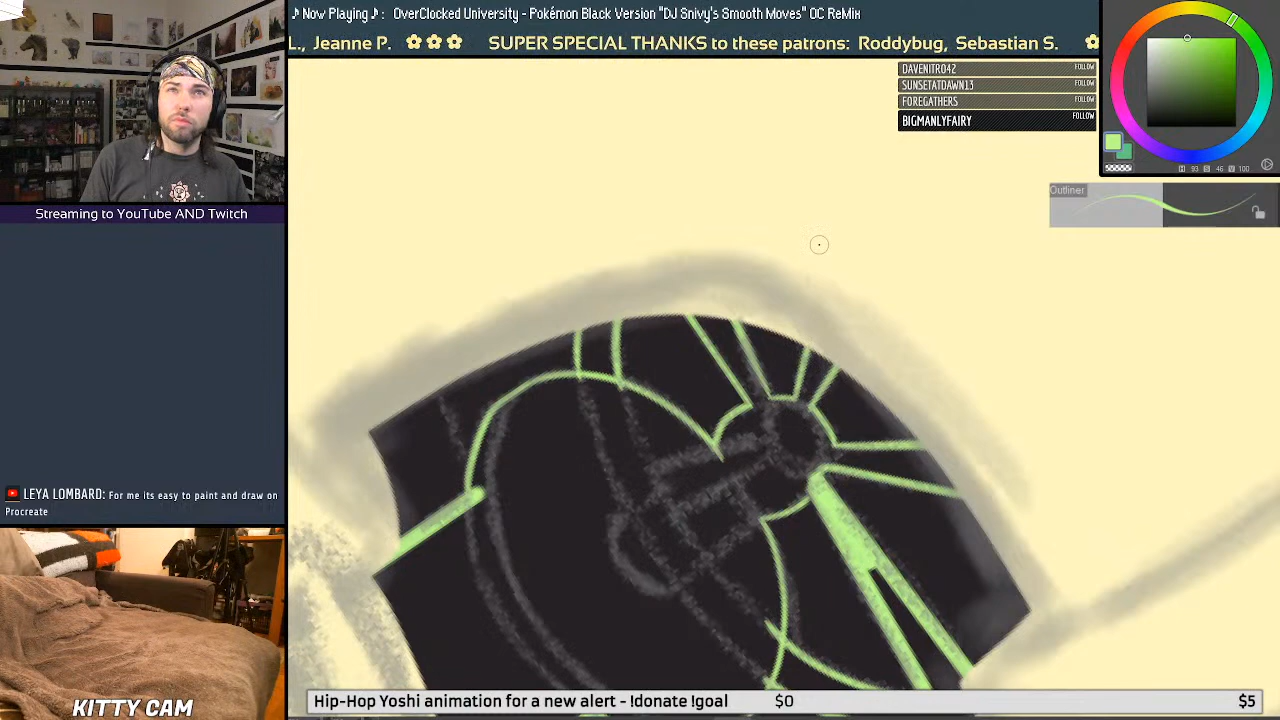 ♪ Now Playing ♪: OverClocked University - Pokémon Black Version "DJ Snivy's Smooth Moves" OC ReMix
L., Jeanne P. ✿ ✿ ✿ SUPER SPECIAL THANKS to these patrons: Roddybug, Sebastian S. ✿
DAVENITRO42 FOLLOW
SUNSETATDAWN13 FOLLOW
FOREGATHERS FOLLOW
BIGMANLYFAIRY FOLLOW
H 93 S 46 V 100
Outliner
Streaming to YouTube AND Twitch
LEYA LOMBARD: For me its easy to paint and draw on
Procreate
KITTY CAM
Hip-Hop Yoshi animation for a new alert - !donate !goal $0 $5